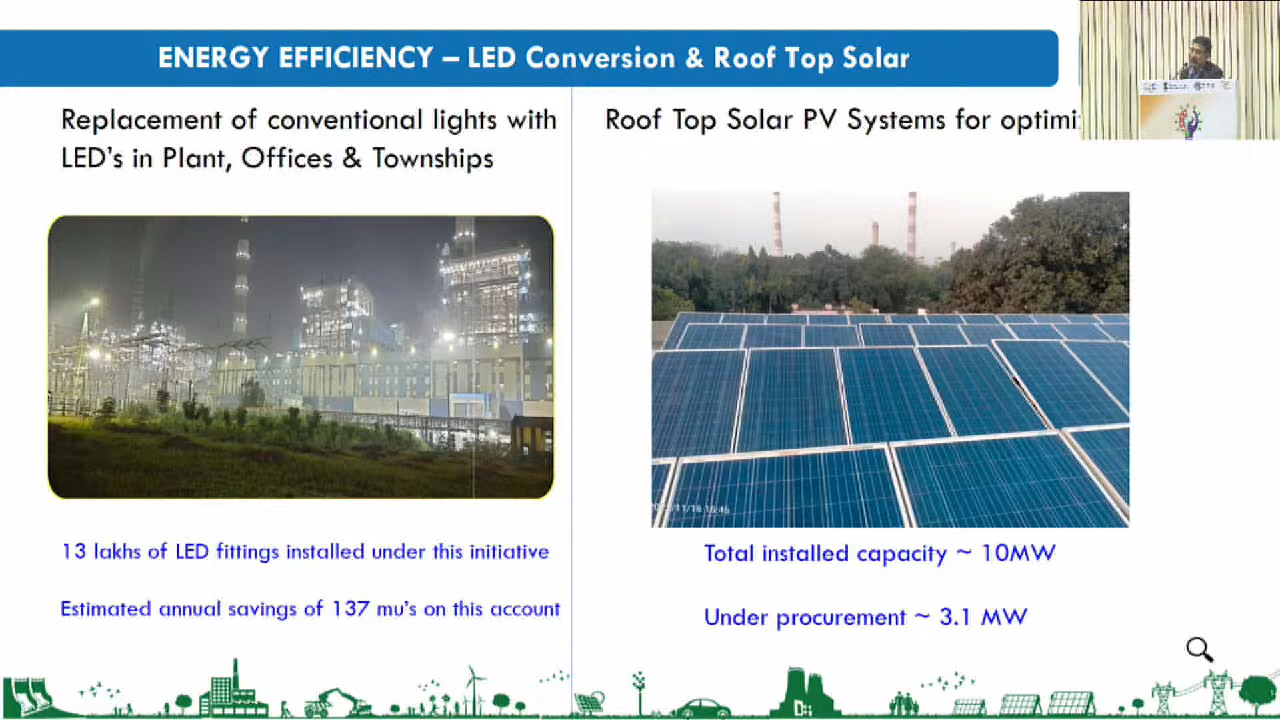 ENERGY EFFICIENCY – LED Conversion & Roof Top Solar
Replacement of conventional lights with
LED's in Plant, Offices & Townships
Roof Top Solar PV Systems for
13 lakhs of LED fittings installed under this initiative
Estimated annual savings of 137 mu's on this account
Total installed capacity ~ 10MW
Under procurement ~ 3.1 MW